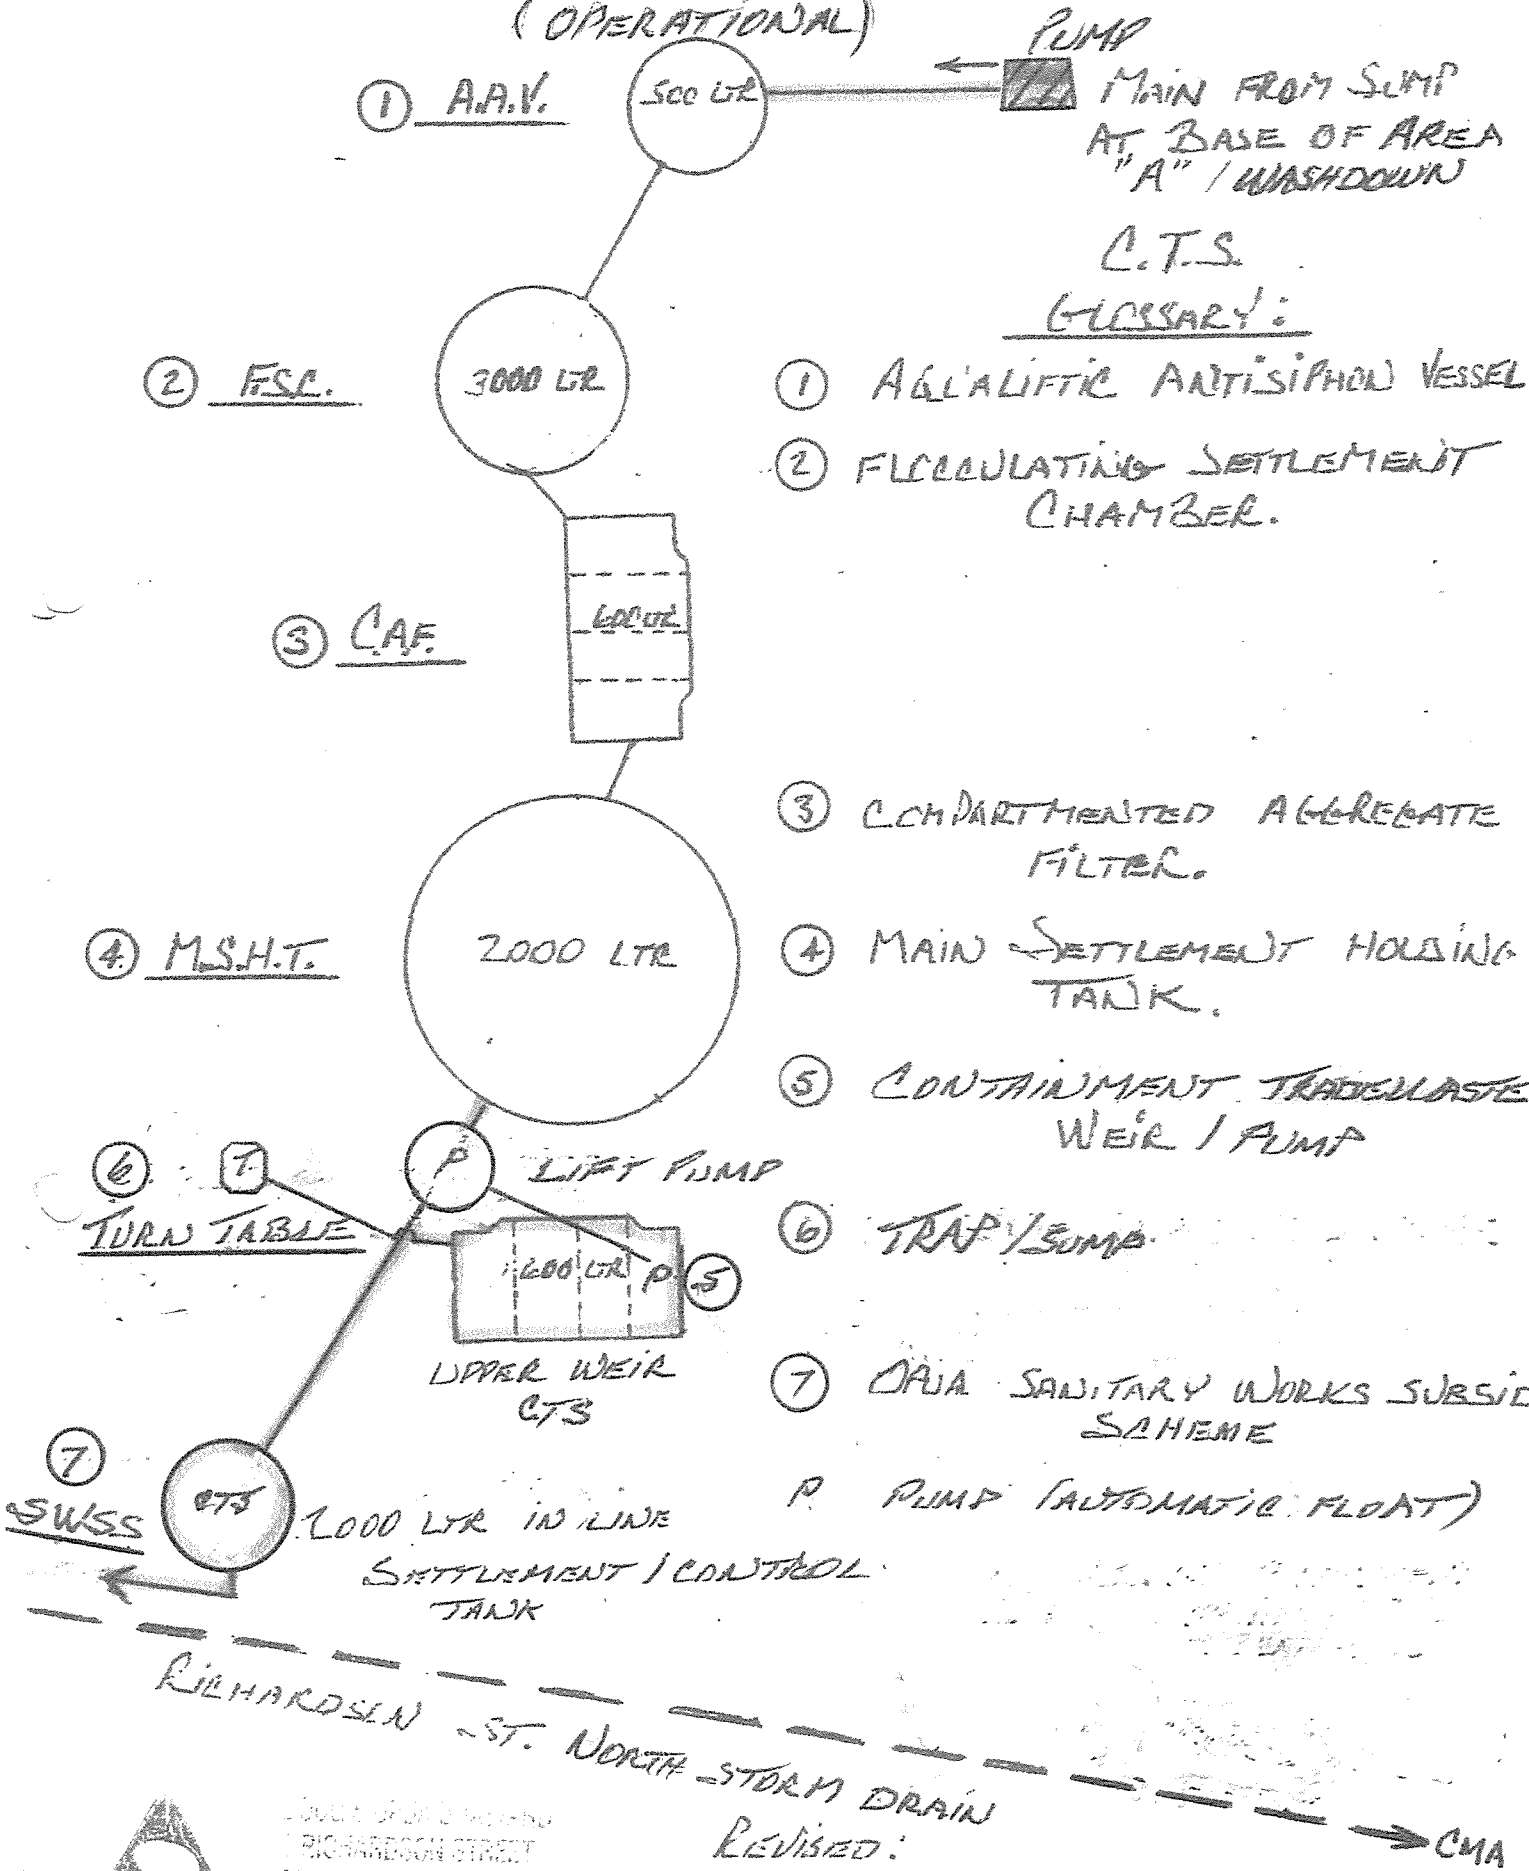 (OPERATIONAL)
PUMP
① A.A.V.
500 LTR
MAIN FROM SUMP
AT BASE OF AREA
"A" / WASHDOWN
C.T.S.
GLOSSARY:
② F.S.C.
3000 LTR
① AQUALIFTIC ANTISIPHON VESSEL
② FLOCCULATING SETTLEMENT
CHAMBER.
③ C.A.F.
600 LTR
③ COMPARTMENTED AGGREGATE
FILTER.
④ M.S.H.T.
2000 LTR
④ MAIN SETTLEMENT HOLDING
TANK.
⑤ CONTAINMENT TRADEWASTE
WEIR / PUMP
⑥ T
P LIFT PUMP
TURN TABLE
600 LTR P ⑤
⑥ TRAP/SUMP
UPPER WEIR
CTS
⑦ OPUA SANITARY WORKS SUBSID
SCHEME
⑦
SWSS
CTS
1000 LTR IN LINE
SETTLEMENT / CONTROL
TANK
P PUMP (AUTOMATIC FLOAT)
RICHARDSON ST. NORTH STORM DRAIN
CMA
REVISED: